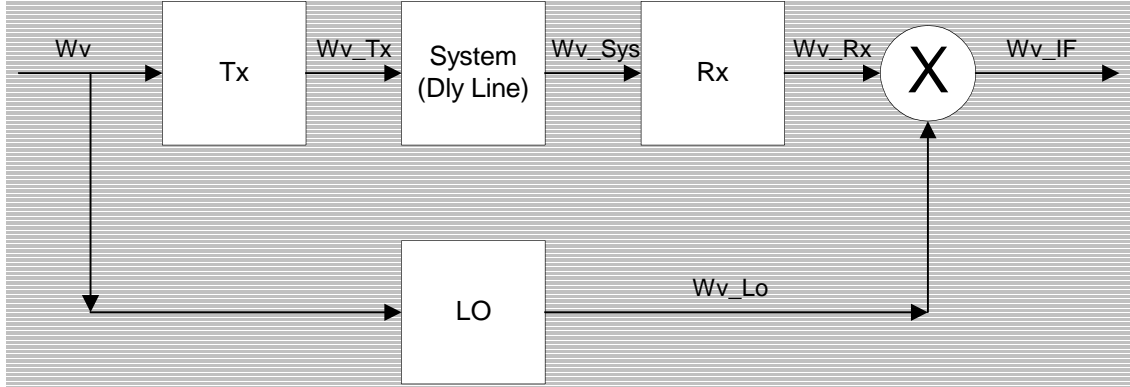 Wv
Tx
Wv_Tx
System
(Dly Line)
Wv_Sys
Rx
Wv_Rx
X
Wv_IF
LO
Wv_Lo